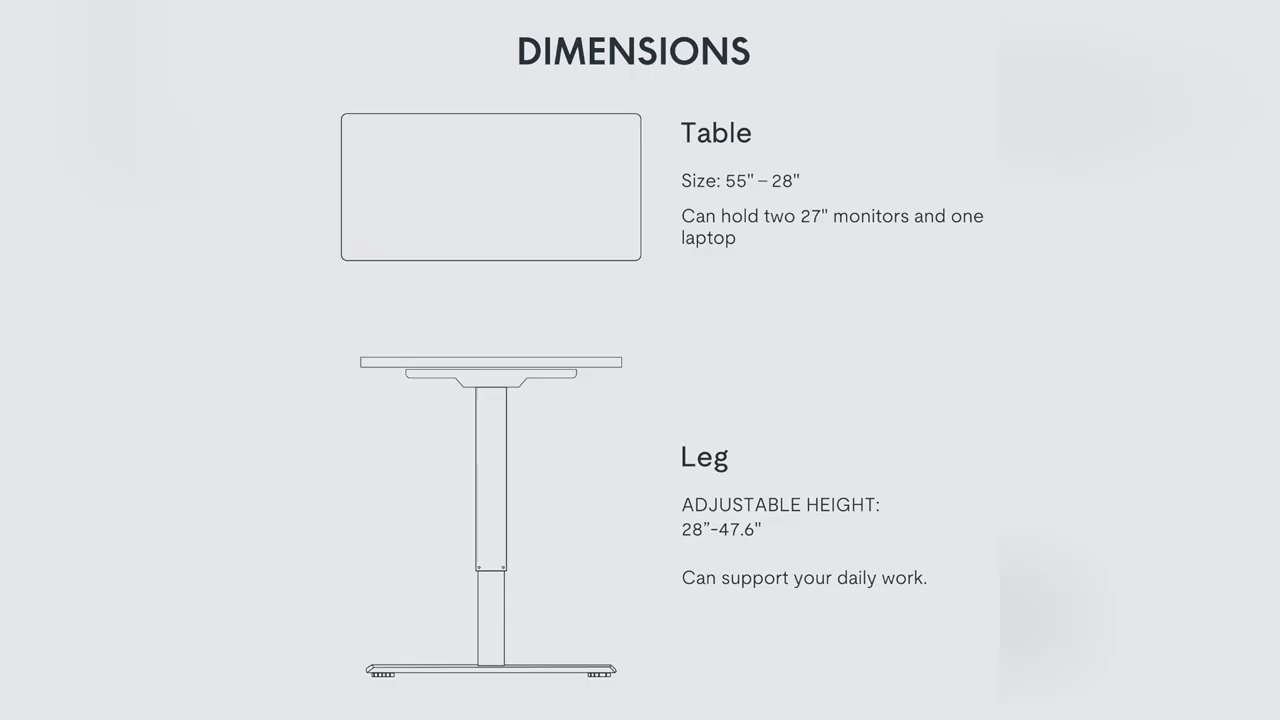 DIMENSIONS
Table
Size: 55" – 28"
Can hold two 27" monitors and one
laptop
Leg
ADJUSTABLE HEIGHT:
28”-47.6"
Can support your daily work.